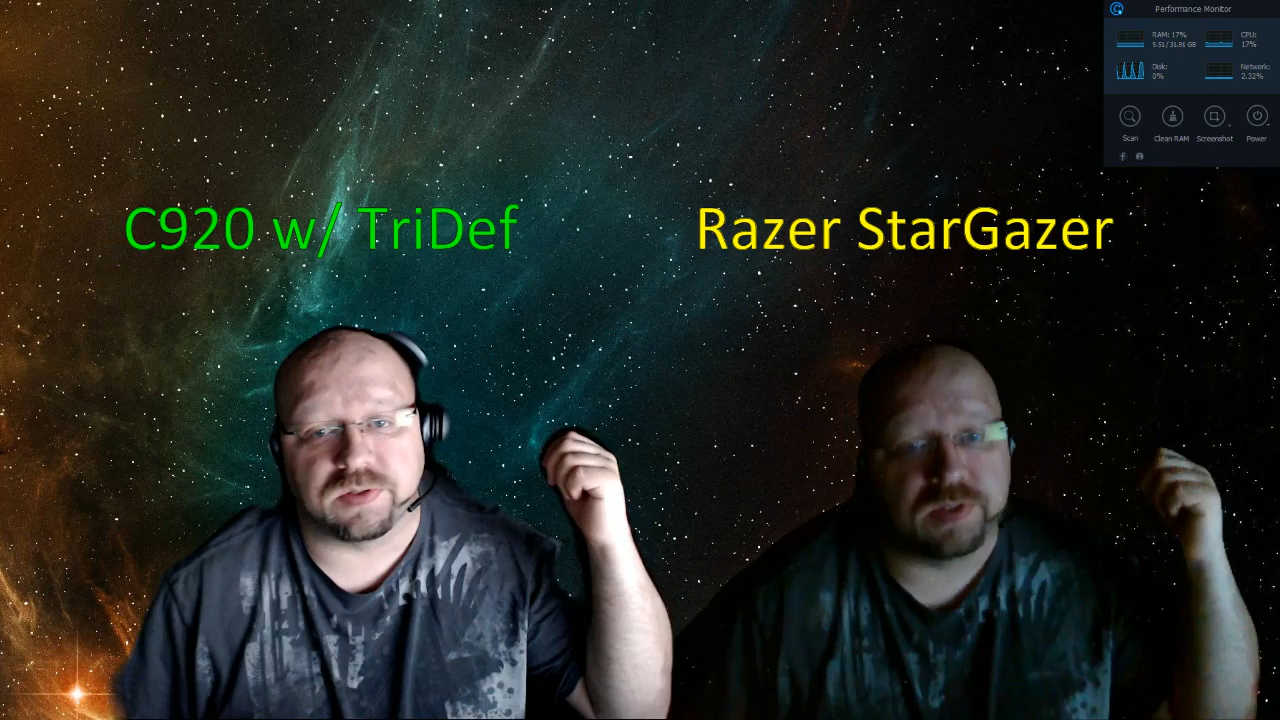 Performance Monitor
RAM: 17%
5.51 / 31.91 GB
CPU:
17%
Disk:
0%
Network:
2.32%
Scan
Clean RAM
Screenshot
Power
C920 w/ TriDef
Razer StarGazer